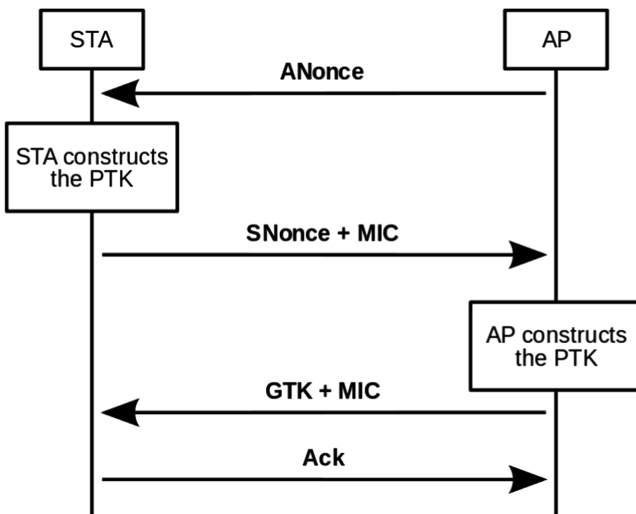 STA
AP
ANonce
STA constructs
the PTK
SNonce + MIC
AP constructs
the PTK
GTK + MIC
Ack